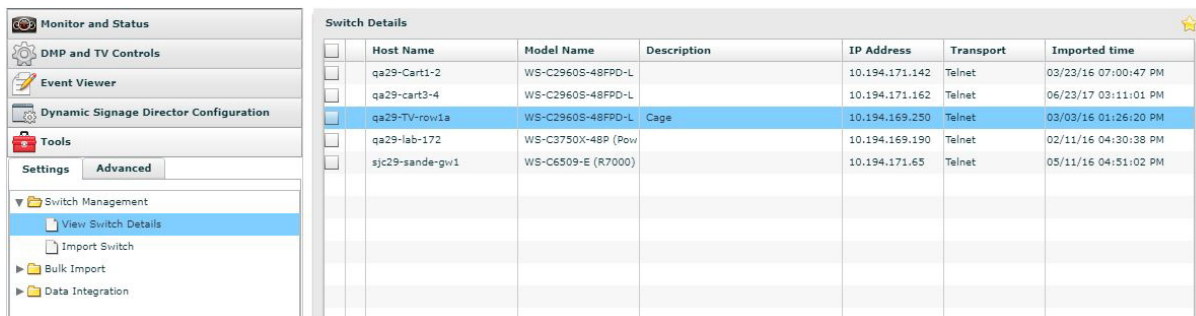 Monitor and Status
DMP and TV Controls
Event Viewer
Dynamic Signage Director Configuration
Tools
Settings Advanced
Switch Management
View Switch Details
Import Switch
Bulk Import
Data Integration
Switch Details
Host Name Model Name Description IP Address Transport Imported time
qa29-Cart1-2 WS-C2960S-48FPD-L 10.194.171.142 Telnet 03/23/16 07:00:47 PM
qa29-cart3-4 WS-C2960S-48FPD-L 10.194.171.162 Telnet 06/23/17 03:11:01 PM
qa29-TV-row1a WS-C2960S-48FPD-L Cage 10.194.169.250 Telnet 03/03/16 01:26:20 PM
qa29-lab-172 WS-C3750X-48P (Pow 10.194.169.190 Telnet 02/11/16 04:30:38 PM
sjc29-sande-gw1 WS-C6509-E (R7000) 10.194.171.65 Telnet 05/11/16 04:51:02 PM